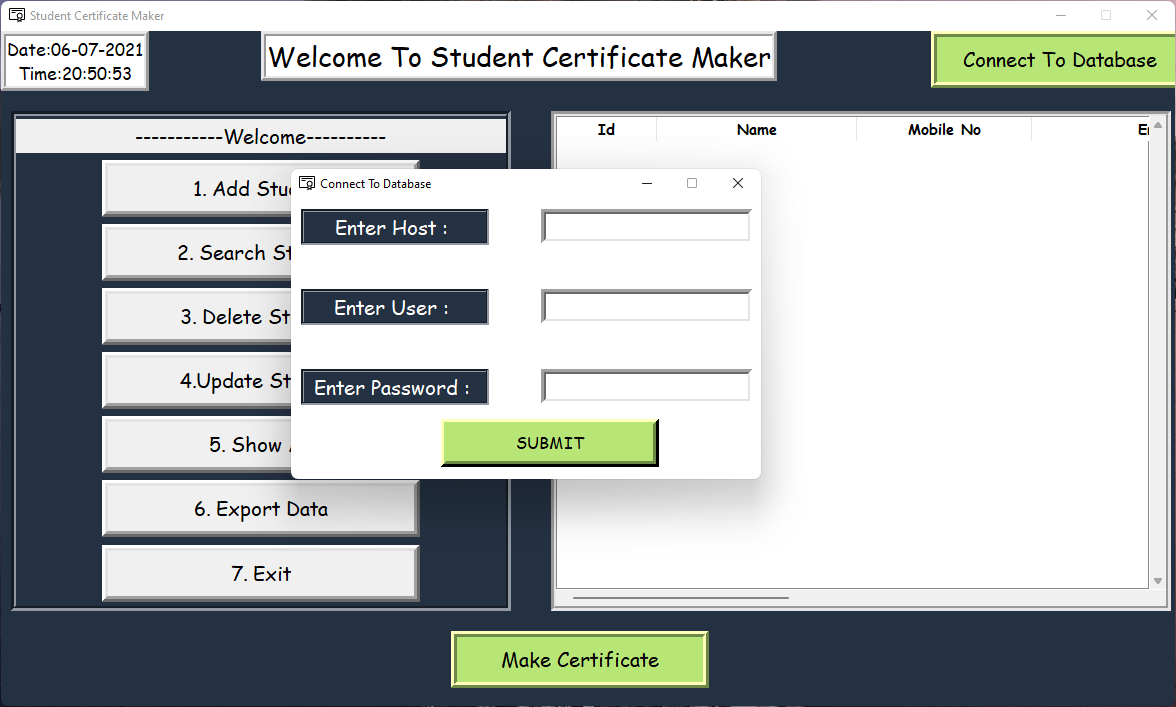 Student Certificate Maker
Date:06-07-2021
Time:20:50:53
Welcome To Student Certificate Maker
Connect To Database
-----------Welcome----------
1. Add Stu
2. Search St
3. Delete St
4.Update St
5. Show
6. Export Data
7. Exit
Id Name Mobile No E
Connect To Database
Enter Host :
Enter User :
Enter Password :
SUBMIT
Make Certificate